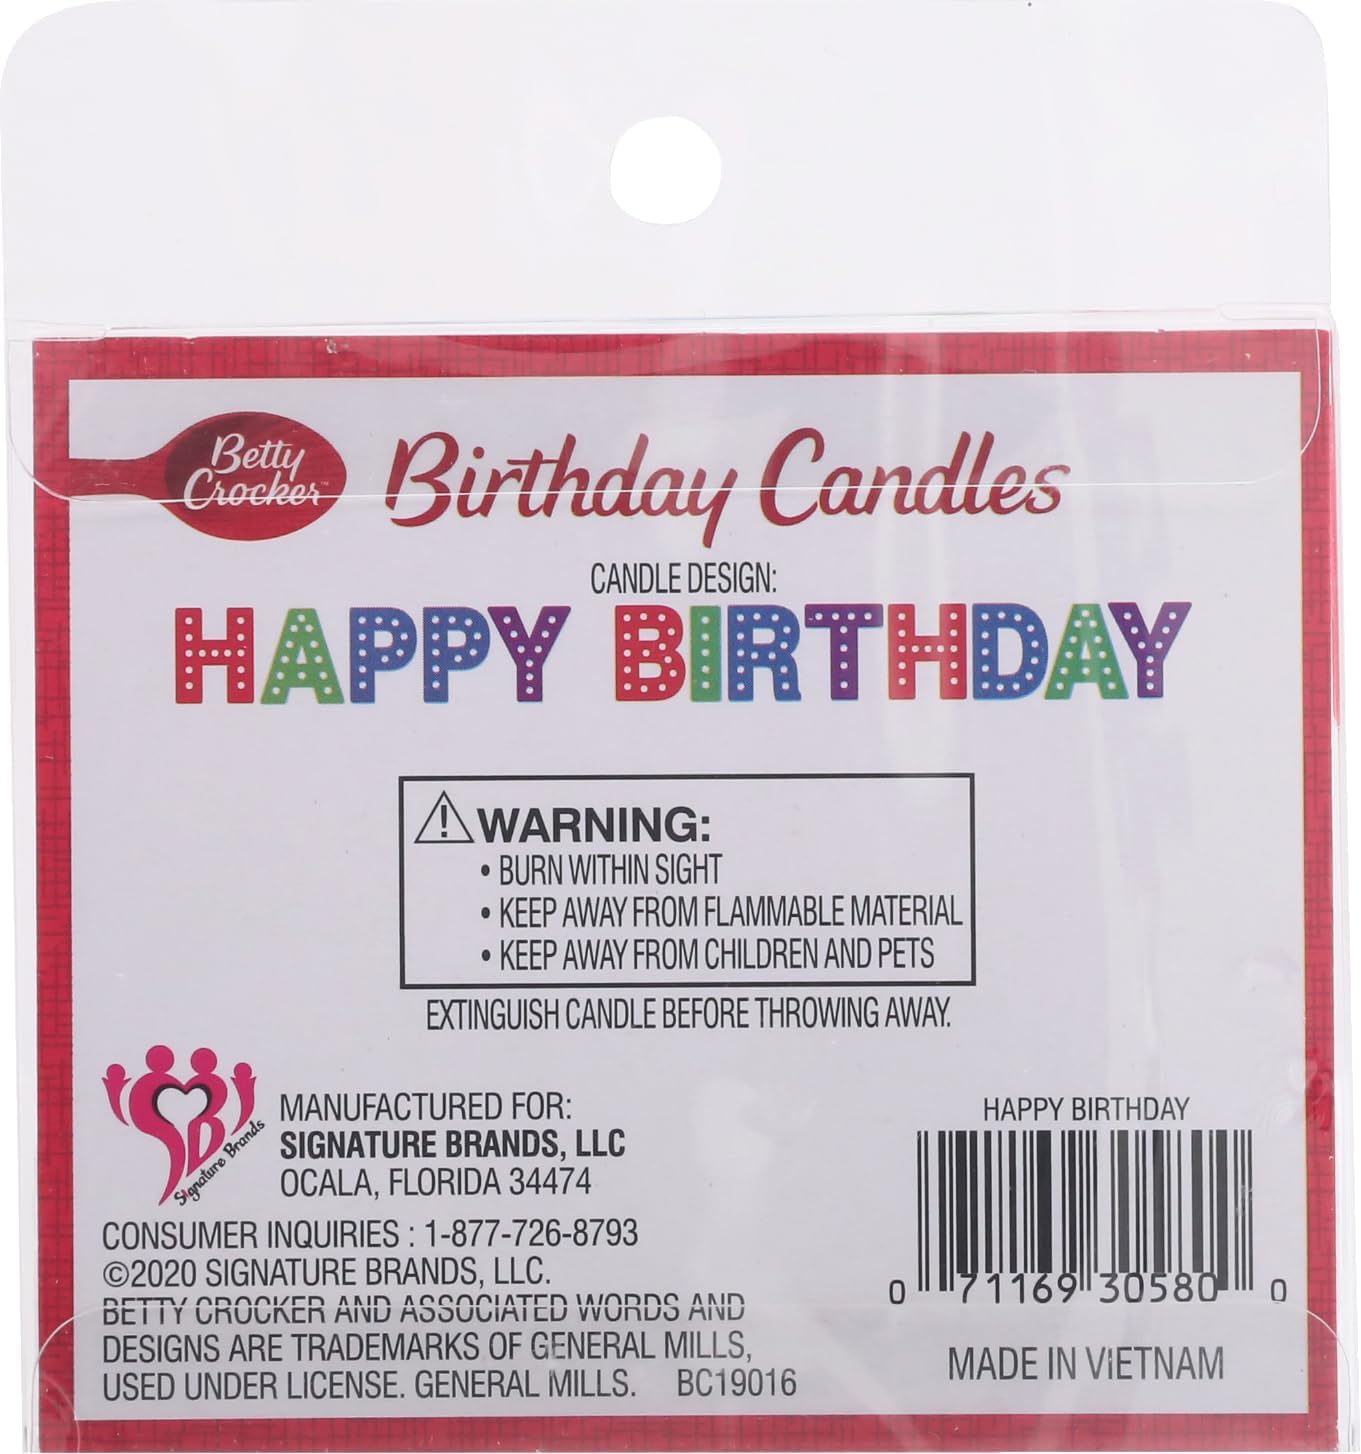 Betty
Crocker™
Birthday Candles
CANDLE DESIGN:
HAPPY BIRTHDAY
WARNING:
• BURN WITHIN SIGHT
• KEEP AWAY FROM FLAMMABLE MATERIAL
• KEEP AWAY FROM CHILDREN AND PETS
EXTINGUISH CANDLE BEFORE THROWING AWAY.
SB
Signature Brands
MANUFACTURED FOR:
SIGNATURE BRANDS, LLC
OCALA, FLORIDA 34474
CONSUMER INQUIRIES : 1-877-726-8793
©2020 SIGNATURE BRANDS, LLC.
BETTY CROCKER AND ASSOCIATED WORDS AND
DESIGNS ARE TRADEMARKS OF GENERAL MILLS,
USED UNDER LICENSE. GENERAL MILLS. BC19016
HAPPY BIRTHDAY
0 71169 30580 0
MADE IN VIETNAM